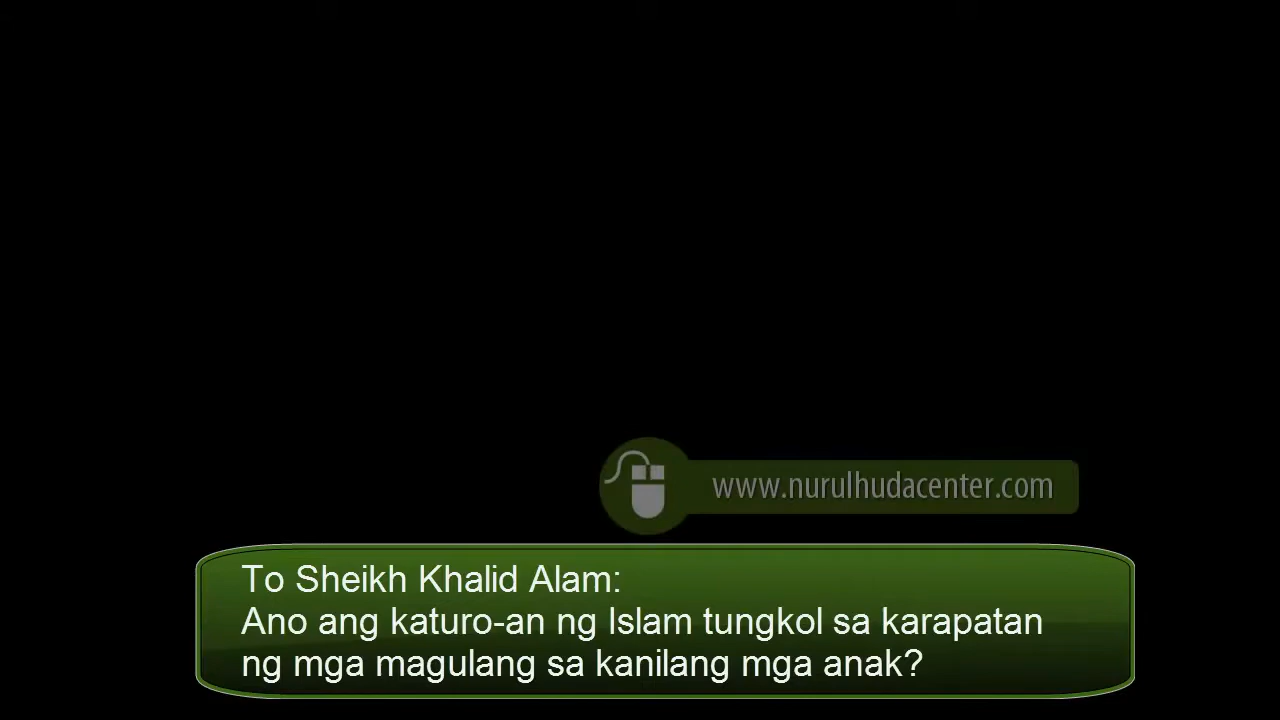 www.nurulhudacenter.com
To Sheikh Khalid Alam:
Ano ang katuro-an ng Islam tungkol sa karapatan
ng mga magulang sa kanilang mga anak?